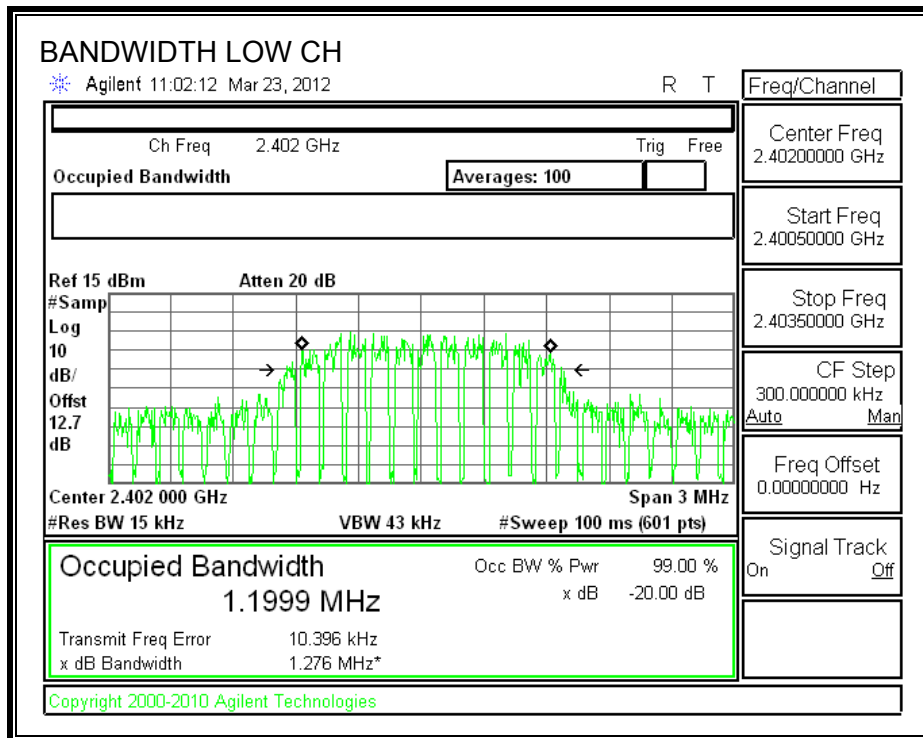 BANDWIDTH LOW CH
Agilent 11:02:12 Mar 23, 2012 R T
Ch Freq 2.402 GHz Trig Free
Occupied Bandwidth Averages: 100
Ref 15 dBm Atten 20 dB
#Samp
Log
10
dB/
Offst
12.7
dB
Center 2.402 000 GHz Span 3 MHz
#Res BW 15 kHz VBW 43 kHz #Sweep 100 ms (601 pts)
Occupied Bandwidth Occ BW % Pwr 99.00 %
1.1999 MHz x dB -20.00 dB
Transmit Freq Error 10.396 kHz
x dB Bandwidth 1.276 MHz*
Copyright 2000-2010 Agilent Technologies
Freq/Channel
Center Freq
2.40200000 GHz
Start Freq
2.40050000 GHz
Stop Freq
2.40350000 GHz
CF Step
300.000000 kHz
Auto Man
Freq Offset
0.00000000 Hz
Signal Track
On Off